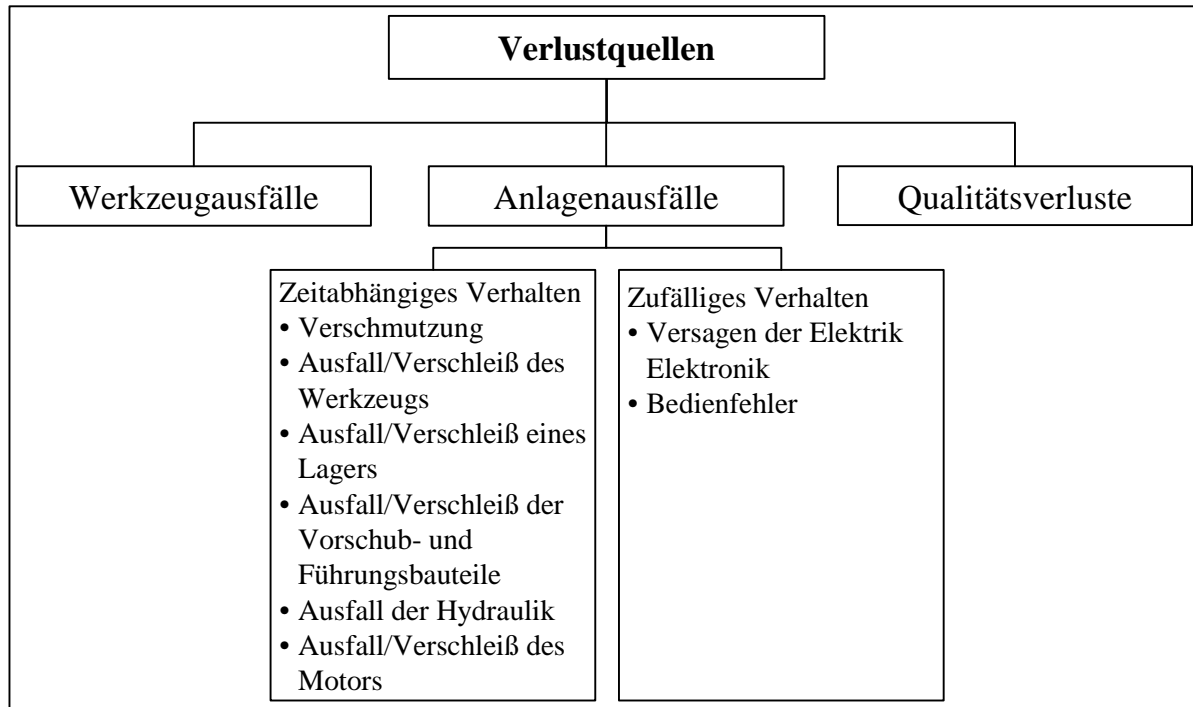 Verlustquellen
Werkzeugausfälle
Anlagenausfälle
Qualitätsverluste
Zeitabhängiges Verhalten
• Verschmutzung
• Ausfall/Verschleiß des
Werkzeugs
• Ausfall/Verschleiß eines
Lagers
• Ausfall/Verschleiß der
Vorschub- und
Führungsbauteile
• Ausfall der Hydraulik
• Ausfall/Verschleiß des
Motors
Zufälliges Verhalten
• Versagen der Elektrik
Elektronik
• Bedienfehler